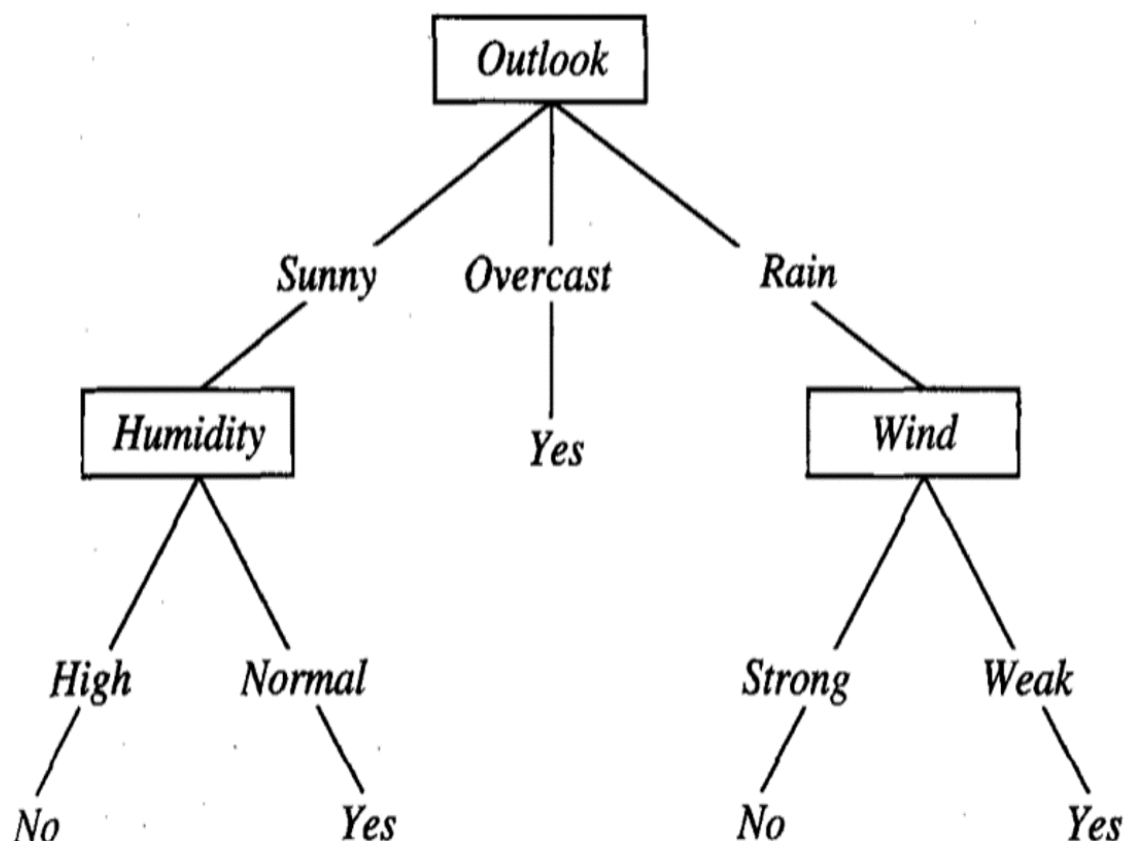 Outlook
Sunny Overcast Rain
Humidity Yes Wind
High Normal Strong Weak
No Yes No Yes